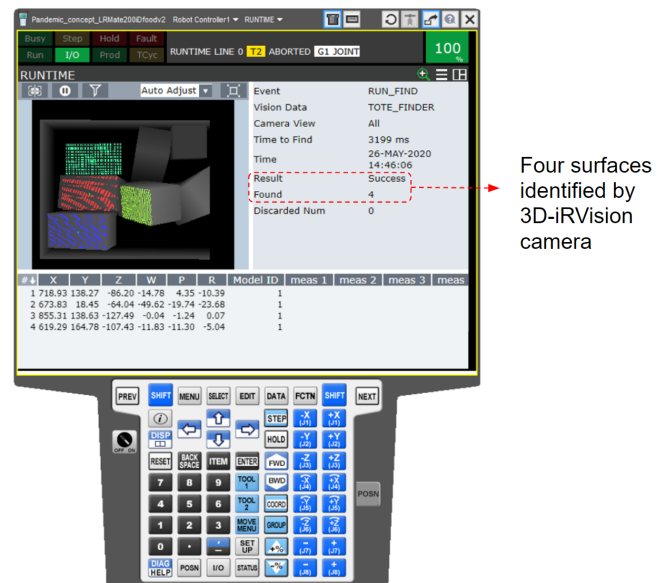 Pandemic_concept_LRMate200iDfoodv2 Robot Controller1 RUNTIME
Busy Step Hold Fault
Run I/O Prod TCyc
RUNTIME LINE 0 T2 ABORTED G1 JOINT
100 %
RUNTIME
Auto Adjust
Event RUN_FIND
Vision Data TOTE_FINDER
Camera View All
Time to Find 3199 ms
Time 26-MAY-2020
14:46:06
Result Success
Found 4
Discarded Num 0
Four surfaces
identified by
3D-iRVision
camera
# X Y Z W P R Model ID meas 1 meas 2 meas 3 meas
1 718.93 138.27 -86.20 -14.78 4.35 -10.39 1
2 673.83 18.45 -64.04 -49.62 -19.74 -23.68 1
3 855.31 138.63 -127.49 -0.04 -1.24 0.07 1
4 619.29 164.78 -107.43 -11.83 -11.30 -5.04 1
PREV SHIFT MENU SELECT EDIT DATA FCTN SHIFT NEXT
i STEP -X (J1) +X (J1)
OFF ON DISP HOLD -Y (J2) +Y (J2)
RESET BACK SPACE ITEM ENTER FWD -Z (J3) +Z (J3)
7 8 9 TOOL 1 BWD -X (J4) +X (J4)
4 5 6 TOOL 2 COORD -Y (J5) +Y (J5) POSN
1 2 3 MOVE MENU GROUP -Z (J6) +Z (J6)
0 . SET UP +% - (J7) + (J7)
DIAG HELP POSN I/O STATUS -% - (J8) + (J8)